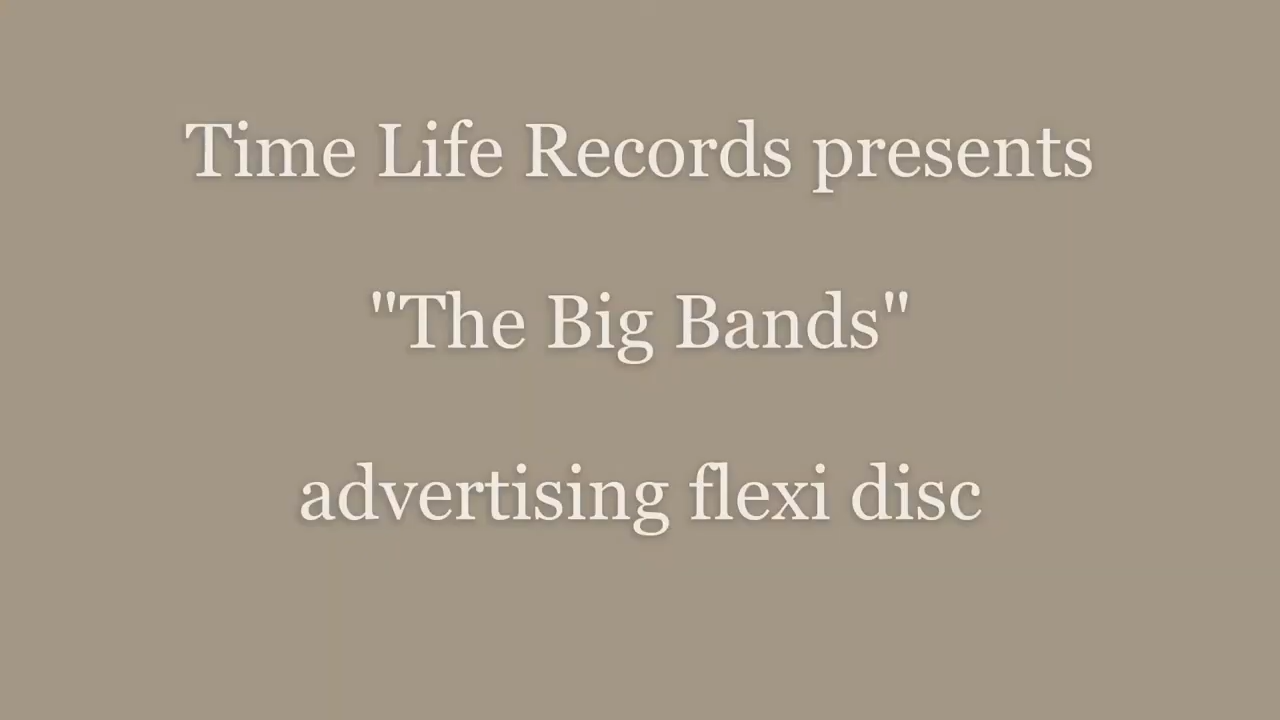 Time Life Records presents
"The Big Bands"
advertising flexi disc